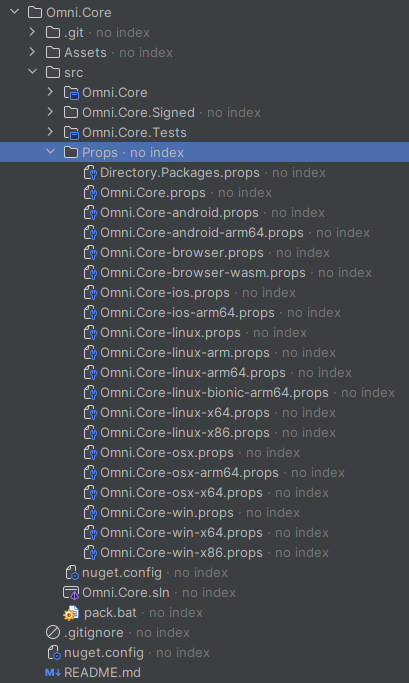 Omni.Core
.git · no index
Assets · no index
src
Omni.Core
Omni.Core.Signed · no index
Omni.Core.Tests
Props · no index
Directory.Packages.props · no index
Omni.Core.props · no index
Omni.Core-android.props · no index
Omni.Core-android-arm64.props · no index
Omni.Core-browser.props · no index
Omni.Core-browser-wasm.props · no index
Omni.Core-ios.props · no index
Omni.Core-ios-arm64.props · no index
Omni.Core-linux.props · no index
Omni.Core-linux-arm.props · no index
Omni.Core-linux-arm64.props · no index
Omni.Core-linux-bionic-arm64.props · no index
Omni.Core-linux-x64.props · no index
Omni.Core-linux-x86.props · no index
Omni.Core-osx.props · no index
Omni.Core-osx-arm64.props · no index
Omni.Core-osx-x64.props · no index
Omni.Core-win.props · no index
Omni.Core-win-x64.props · no index
Omni.Core-win-x86.props · no index
nuget.config · no index
Omni.Core.sln · no index
pack.bat · no index
.gitignore · no index
nuget.config · no index
M↓ README.md